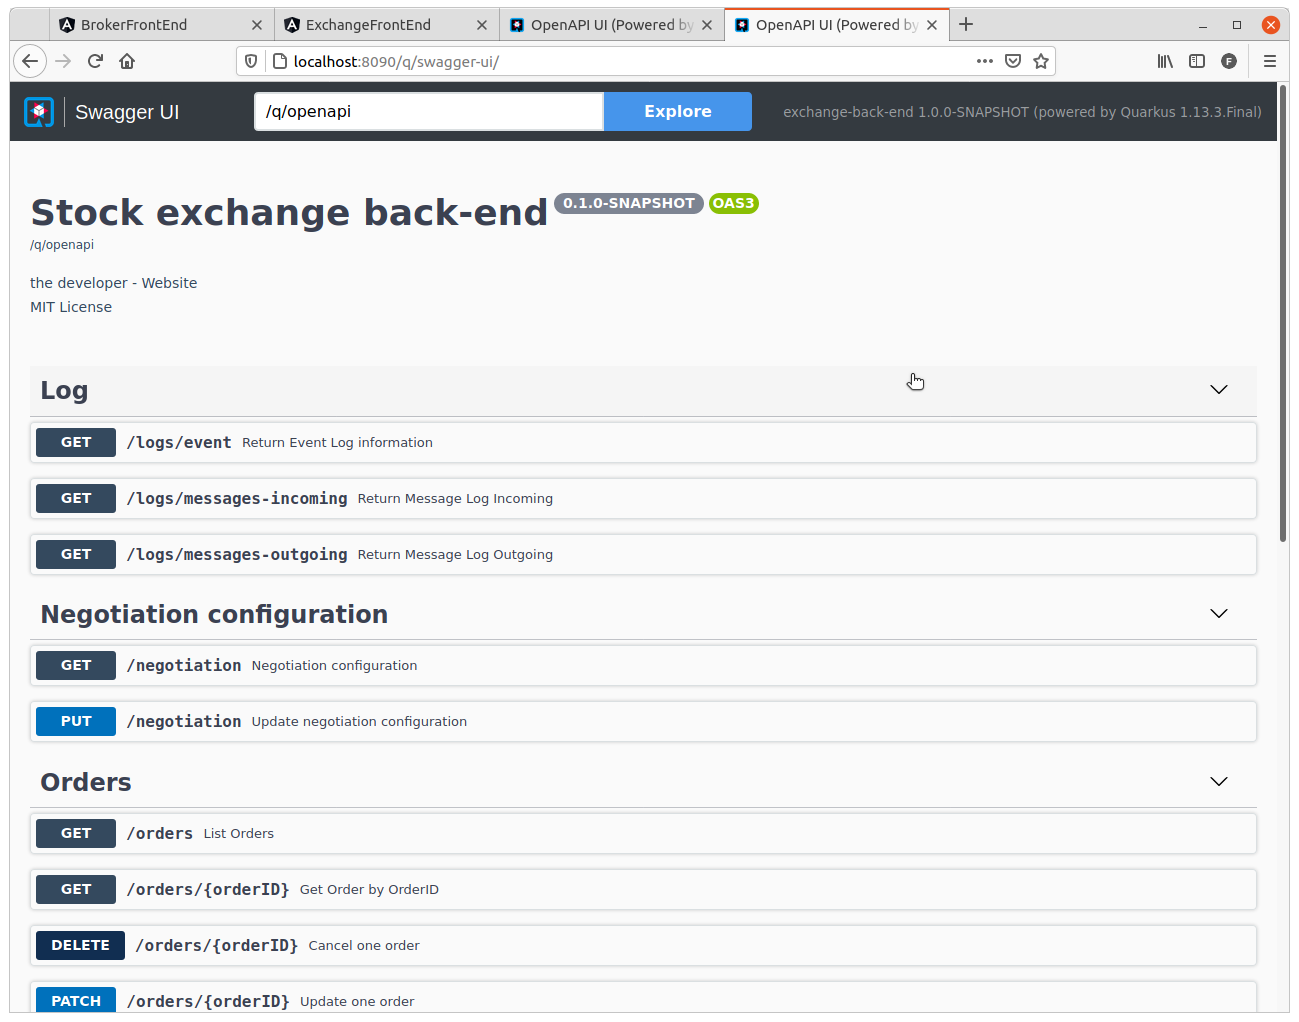 BrokerFrontEnd
ExchangeFrontEnd
OpenAPI UI (Powered by
OpenAPI UI (Powered by
localhost:8090/q/swagger-ui/
F
Swagger UI
/q/openapi
Explore
exchange-back-end 1.0.0-SNAPSHOT (powered by Quarkus 1.13.3.Final)
Stock exchange back-end 0.1.0-SNAPSHOT OAS3
/q/openapi
the developer - Website
MIT License
Log
GET /logs/event Return Event Log information
GET /logs/messages-incoming Return Message Log Incoming
GET /logs/messages-outgoing Return Message Log Outgoing
Negotiation configuration
GET /negotiation Negotiation configuration
PUT /negotiation Update negotiation configuration
Orders
GET /orders List Orders
GET /orders/{orderID} Get Order by OrderID
DELETE /orders/{orderID} Cancel one order
PATCH /orders/{orderID} Update one order